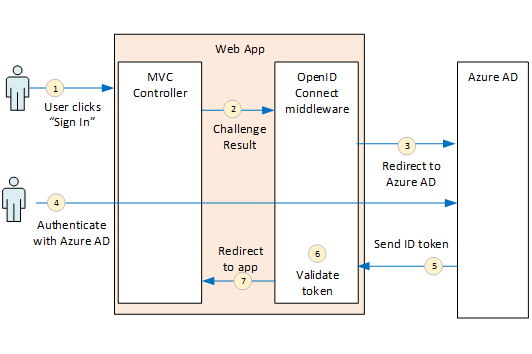 Web App
MVC
Controller
OpenID
Connect
middleware
Azure AD
1
User clicks
“Sign In”
2
Challenge
Result
3
Redirect to
Azure AD
4
Authenticate
with Azure AD
Send ID token
5
6
Validate
token
Redirect
to app
7